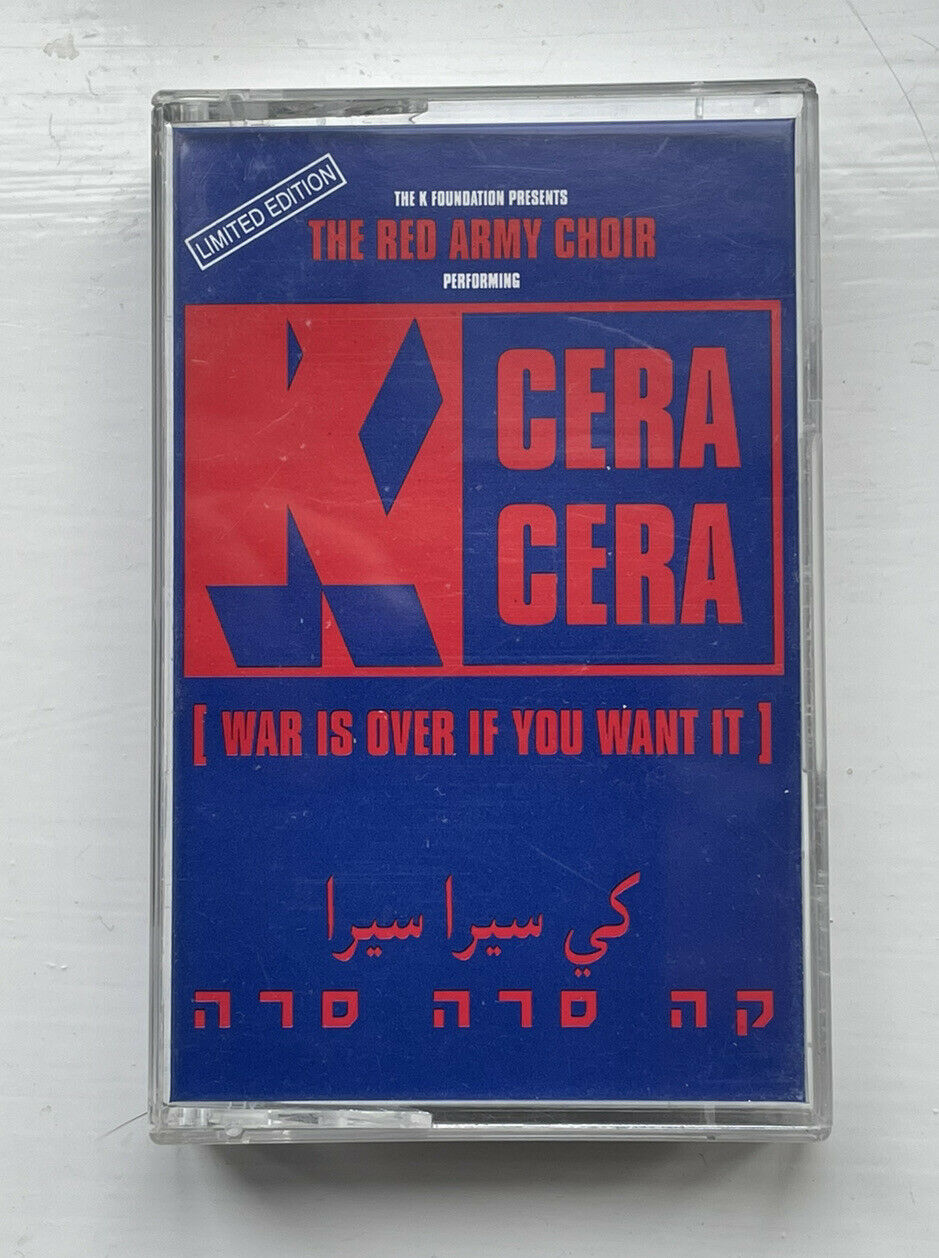 LIMITED EDITION
THE K FOUNDATION PRESENTS
THE RED ARMY CHOIR
PERFORMING
K
CERA
CERA
[ WAR IS OVER IF YOU WANT IT ]
كي سيرا سيرا
קה סרה סרה